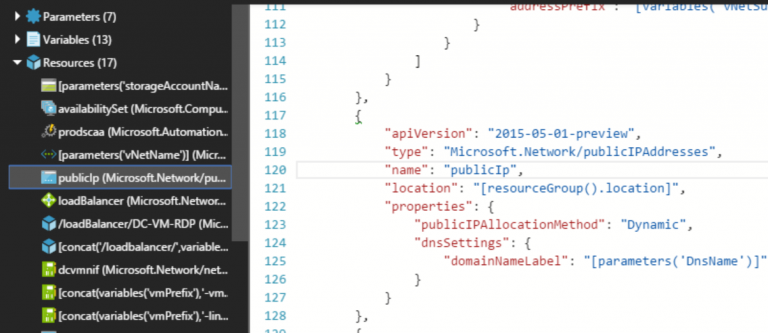 Parameters (7)
Variables (13)
Resources (17)
[parameters('storageAccountNa...
availabilitySet (Microsoft.Compu...
prodscaa (Microsoft.Automation...
[parameters('vNetName')] (Micr...
publicIp (Microsoft.Network/pu...
loadBalancer (Microsoft.Networ...
/loadBalancer/DC-VM-RDP (Mic...
[concat('/loadbalancer/',variable...
dcvmnif (Microsoft.Network/net...
[concat(variables('vmPrefix'),'-vm...
[concat(variables('vmPrefix'),'-lin...
111 addressPrefix : [variables( vNetSu
112 }
113 }
114 ]
115 }
116 },
117 {
118 "apiVersion": "2015-05-01-preview",
119 "type": "Microsoft.Network/publicIPAddresses",
120 "name": "publicIp",
121 "location": "[resourceGroup().location]",
122 "properties": {
123 "publicIPAllocationMethod": "Dynamic",
124 "dnsSettings": {
125 "domainNameLabel": "[parameters('DnsName')]"
126 }
127 }
128 },